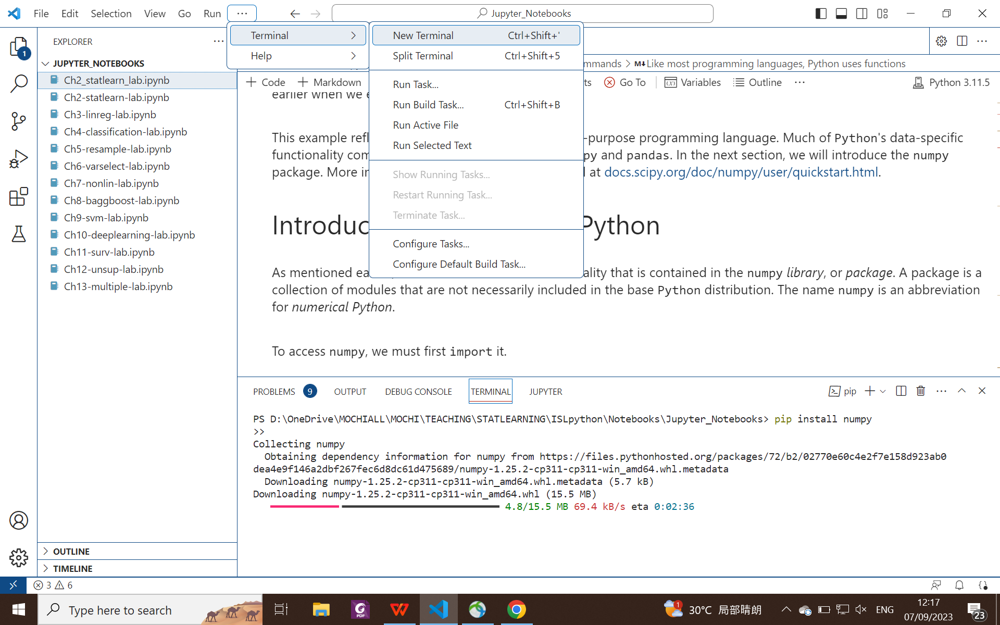 File Edit Selection View Go Run ··· Jupyter_Notebooks
EXPLORER ···
JUPYTER_NOTEBOOKS
Ch2_statlearn_lab.ipynb
Ch2-statlearn-lab.ipynb
Ch3-linreg-lab.ipynb
Ch4-classification-lab.ipynb
Ch5-resample-lab.ipynb
Ch6-varselect-lab.ipynb
Ch7-nonlin-lab.ipynb
Ch8-baggboost-lab.ipynb
Ch9-svm-lab.ipynb
Ch10-deeplearning-lab.ipynb
Ch11-surv-lab.ipynb
Ch12-unsup-lab.ipynb
Ch13-multiple-lab.ipynb
OUTLINE
TIMELINE
1
Terminal
Help
New Terminal Ctrl+Shift+'
Split Terminal Ctrl+Shift+5
Run Task...
Run Build Task... Ctrl+Shift+B
Run Active File
Run Selected Text
Show Running Tasks...
Restart Running Task...
Terminate Task...
Configure Tasks...
Configure Default Build Task...
mmands > M↓ Like most programming languages, Python uses functions
+ Code + Markdown ts Go To Variables Outline ··· Python 3.11.5
earlier when we e
This example refl -purpose programming language. Much of Python's data-specific
functionality com py and pandas. In the next section, we will introduce the numpy
package. More in at docs.scipy.org/doc/numpy/user/quickstart.html.
Introduc Python
As mentioned ea ality that is contained in the numpy library, or package. A package is a
collection of modules that are not necessarily included in the base Python distribution. The name numpy is an abbreviation
for numerical Python.
To access numpy, we must first import it.
PROBLEMS 9 OUTPUT DEBUG CONSOLE TERMINAL JUPYTER pip
PS D:\OneDrive\MOCHIALL\MOCHI\TEACHING\STATLEARNING\ISLpython\Notebooks\Jupyter_Notebooks> pip install numpy
>>
Collecting numpy
Obtaining dependency information for numpy from https://files.pythonhosted.org/packages/72/b2/02770e60c4e2f7e158d923ab0
dea4e9f146a2dbf267fec6d8dc61d475689/numpy-1.25.2-cp311-cp311-win_amd64.whl.metadata
Downloading numpy-1.25.2-cp311-cp311-win_amd64.whl.metadata (5.7 kB)
Downloading numpy-1.25.2-cp311-cp311-win_amd64.whl (15.5 MB)
4.8/15.5 MB 69.4 kB/s eta 0:02:36
3 6
Type here to search PDF 1 30°C 局部晴朗 ENG 12:17
07/09/2023 23